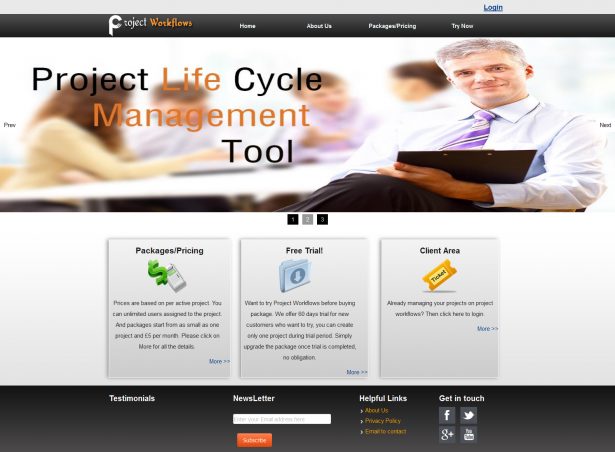 Login
Project Workflows
Home About Us Packages/Pricing Try Now
Project Life Cycle
Management
Tool
Prev
Next
1 2 3
Packages/Pricing
Prices are based on per active project. You
can unlimited users assigned to the project.
And packages start from as small as one
project and £5 per month. Please click on
More for all the details.
More >>
Free Trial!
Want to try Project Workflows before buying
package. We offer 60 days trial for new
customers who want to try, you can create
only one project during trial period. Simply
upgrade the package once trial is completed,
no obligation.
More >>
Client Area
Ticket
Already managing your projects on project
workflows? Then click here to login.
More >>
Testimonials
NewsLetter
Enter your Email address here
Subscribe
Helpful Links
About Us
Privacy Policy
Email to contact
Get in touch
f
g+
You
Tube